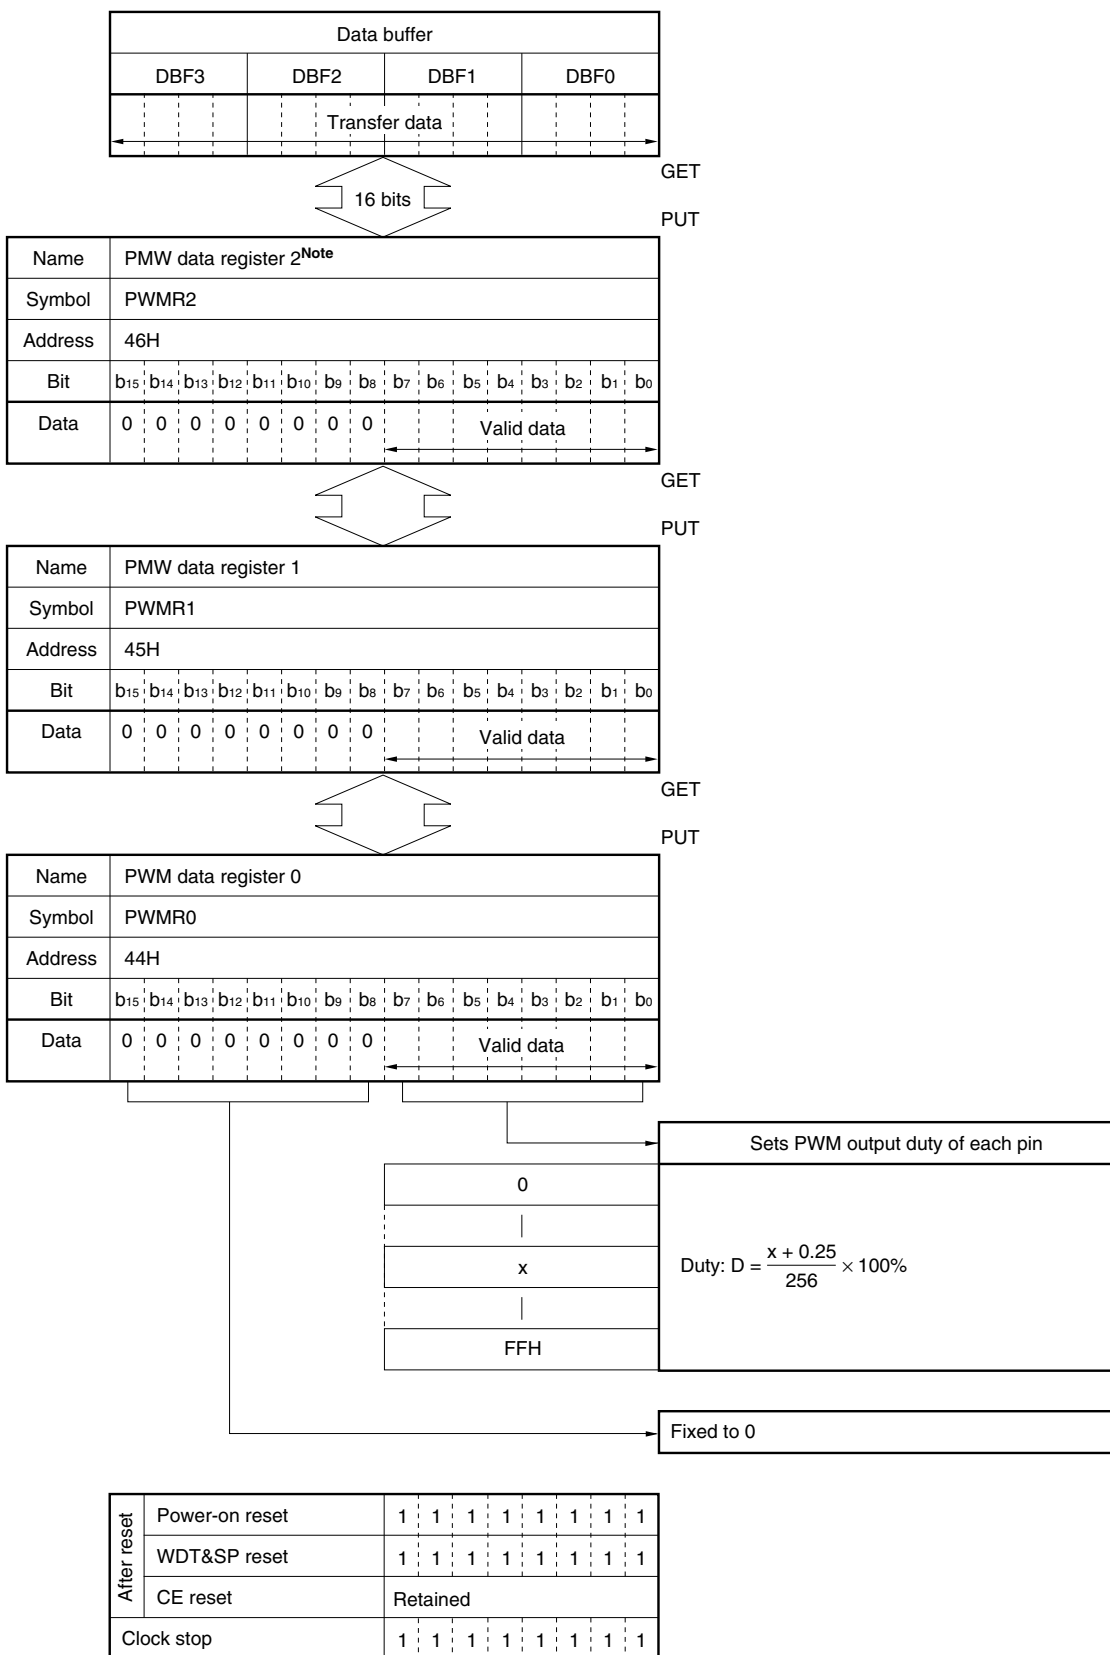 Data buffer
DBF3 DBF2 DBF1 DBF0
Transfer data
GET
16 bits
PUT
Name PMW data register 2Note
Symbol PWMR2
Address 46H
Bit b15 b14 b13 b12 b11 b10 b9 b8 b7 b6 b5 b4 b3 b2 b1 b0
Data 0 0 0 0 0 0 0 0 Valid data
GET
PUT
Name PMW data register 1
Symbol PWMR1
Address 45H
Bit b15 b14 b13 b12 b11 b10 b9 b8 b7 b6 b5 b4 b3 b2 b1 b0
Data 0 0 0 0 0 0 0 0 Valid data
GET
PUT
Name PWM data register 0
Symbol PWMR0
Address 44H
Bit b15 b14 b13 b12 b11 b10 b9 b8 b7 b6 b5 b4 b3 b2 b1 b0
Data 0 0 0 0 0 0 0 0 Valid data
Sets PWM output duty of each pin
0
x
FFH
Duty: D = x + 0.25 / 256 × 100%
Fixed to 0
After reset
Power-on reset 1 1 1 1 1 1 1 1
WDT&SP reset 1 1 1 1 1 1 1 1
CE reset Retained
Clock stop 1 1 1 1 1 1 1 1